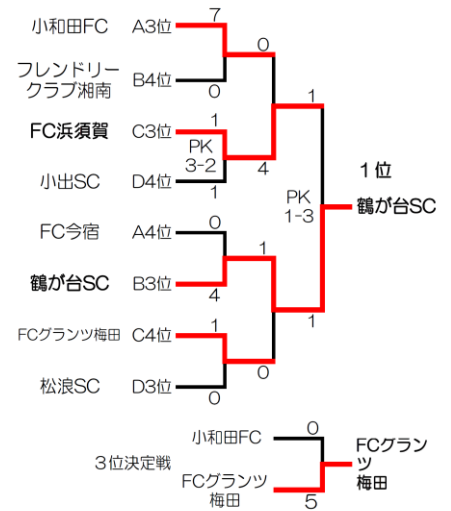 小和田FC A3位 7
0
フレンドリー
クラブ湘南 B4位 0
1
FC浜須賀 C3位 1
PK
3-2
4
小出SC D4位 1
1位
鶴が台SC
PK
1-3
FC今宿 A4位 0
1
鶴が台SC B3位 4
1
FCグランツ梅田 C4位 1
0
松浪SC D3位 0
小和田FC 0
3位決定戦
FCグラン
ツ
梅田
FCグランツ
梅田
5